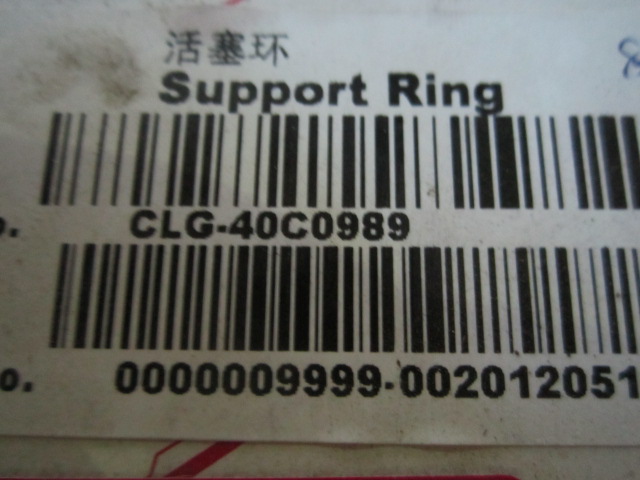 活塞环
Support Ring
o. CLG-40C0989
o. 0000009999-002012051